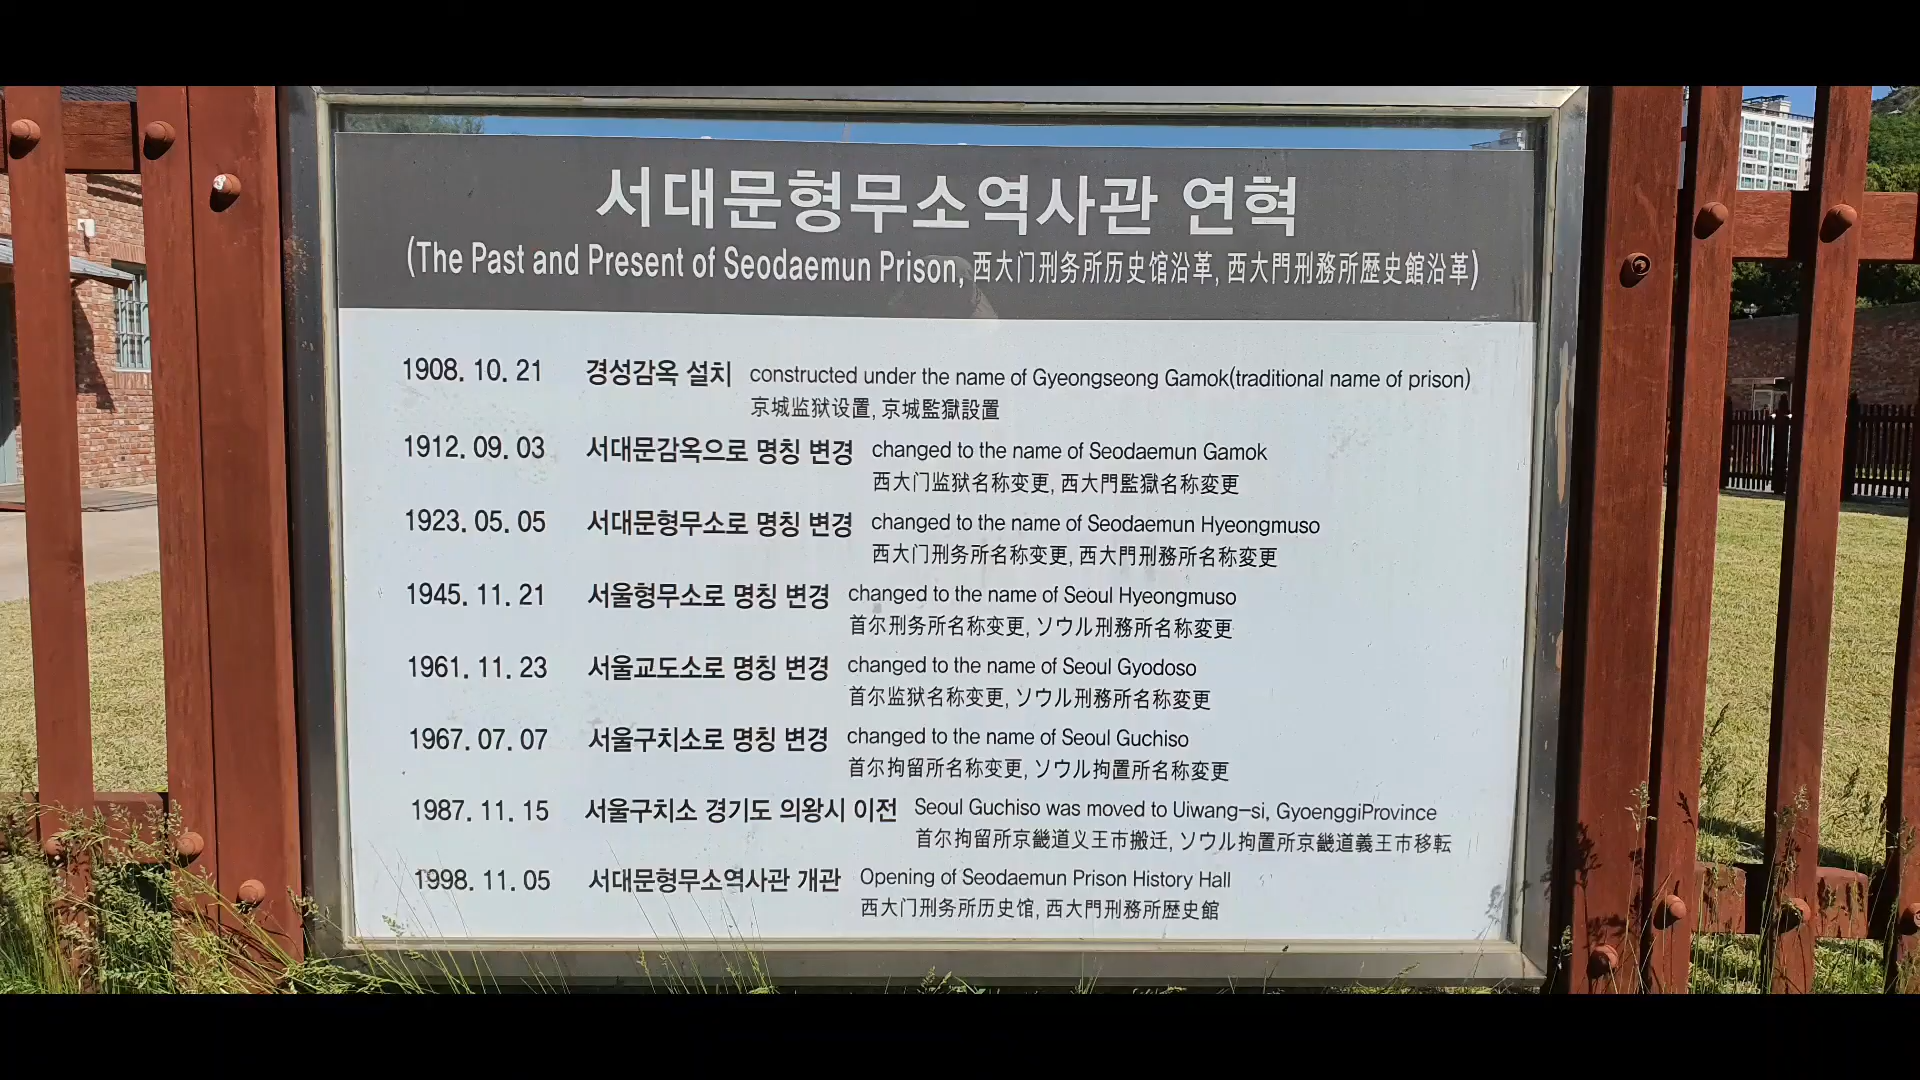 서대문형무소역사관 연혁
(The Past and Present of Seodaemun Prison, 西大门刑务所历史馆沿革, 西大門刑務所歴史館沿革)
1908. 10. 21 경성감옥 설치 constructed under the name of Gyeongseong Gamok(traditional name of prison)
京城监狱设置, 京城監獄設置
1912. 09. 03 서대문감옥으로 명칭 변경 changed to the name of Seodaemun Gamok
西大门监狱名称变更, 西大門監獄名称変更
1923. 05. 05 서대문형무소로 명칭 변경 changed to the name of Seodaemun Hyeongmuso
西大门刑务所名称变更, 西大門刑務所名称変更
1945. 11. 21 서울형무소로 명칭 변경 changed to the name of Seoul Hyeongmuso
首尔刑务所名称变更, ソウル刑務所名称変更
1961. 11. 23 서울교도소로 명칭 변경 changed to the name of Seoul Gyodoso
首尔监狱名称变更, ソウル刑務所名称変更
1967. 07. 07 서울구치소로 명칭 변경 changed to the name of Seoul Guchiso
首尔拘留所名称变更, ソウル拘置所名称変更
1987. 11. 15 서울구치소 경기도 의왕시 이전 Seoul Guchiso was moved to Uiwang-si, GyoenggiProvince
首尔拘留所京畿道义王市搬迁, ソウル拘置所京畿道義王市移転
1998. 11. 05 서대문형무소역사관 개관 Opening of Seodaemun Prison History Hall
西大门刑务所历史馆, 西大門刑務所歴史館